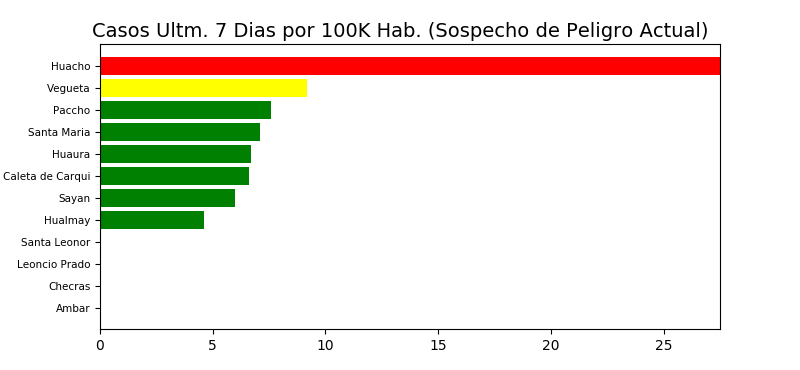 Casos Ultm. 7 Dias por 100K Hab. (Sospecho de Peligro Actual)
Huacho
Vegueta
Paccho
Santa Maria
Huaura
Caleta de Carqui
Sayan
Hualmay
Santa Leonor
Leoncio Prado
Checras
Ambar
0 5 10 15 20 25